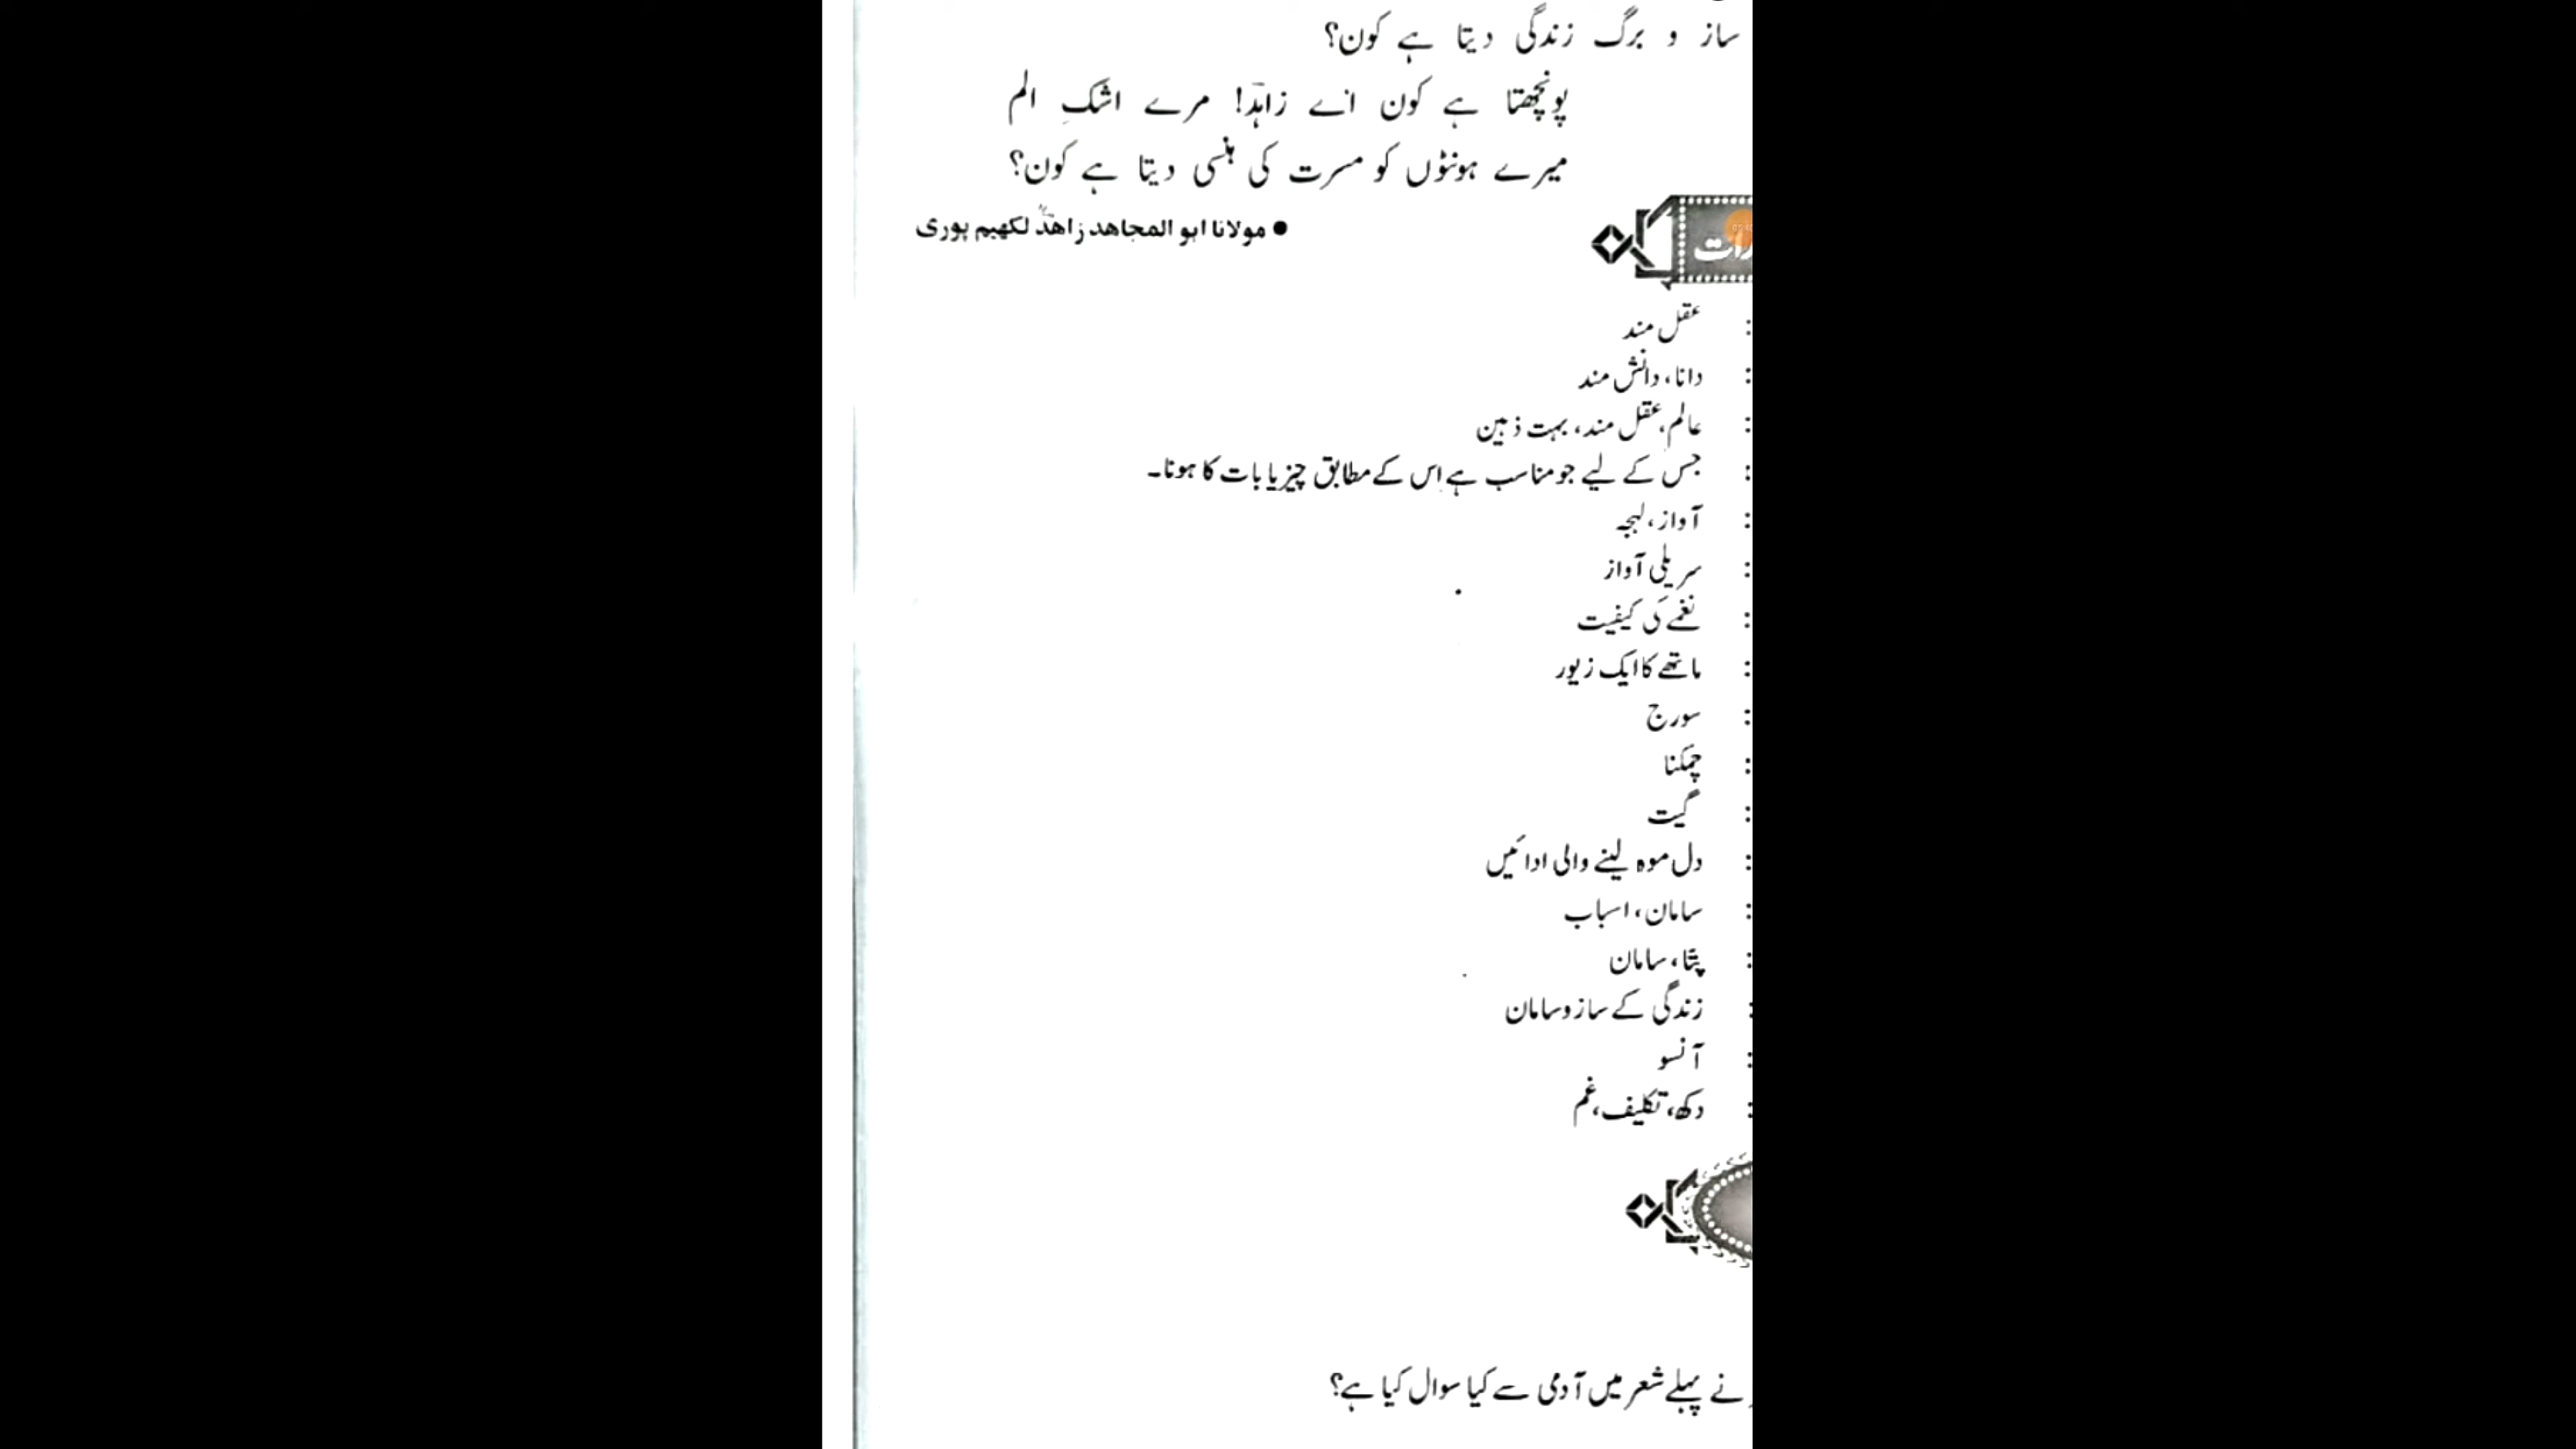 ساز و برگ زندگی دیتا ہے کون؟
پونچھتا ہے کون اے زاہدؔ! مرے اشکِ الم
میرے ہونٹوں کو مسرت کی ہنسی دیتا ہے کون؟
● مولانا ابو المجاهد زاهدؔ لکھیم پوری
: عقل مند
: دانا، دانش مند
: عالم، عقل مند، بہت ذہین
: جس کے لیے جو مناسب ہے اس کے مطابق چیز یا بات کا ہونا۔
: آواز، لہجہ
: سریلی آواز
: نغمے کی کیفیت
: ماتھے کا ایک زیور
: سورج
: چمکنا
: گیت
: دل موہ لینے والی ادائیں
: سامان، اسباب
: پتّا، سامان
: زندگی کے ساز و سامان
: آنسو
: دکھ، تکلیف، غم
نے پہلے شعر میں آدمی سے کیا سوال کیا ہے؟